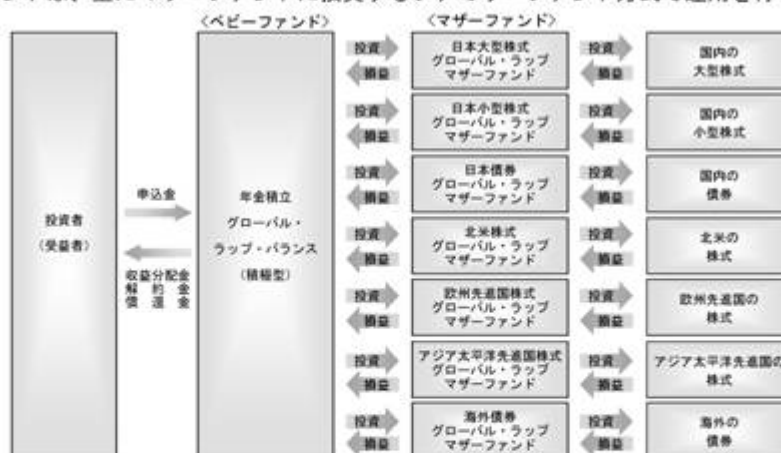 〈ベビーファンド〉
〈マザーファンド〉
投資者
(受益者)
申込金
収益分配金
解約金
償還金
年金積立
グローバル・
ラップ・バランス
(積極型)
投資
損益
日本大型株式
グローバル・ラップ
マザーファンド
投資
損益
国内の
大型株式
投資
損益
日本小型株式
グローバル・ラップ
マザーファンド
投資
損益
国内の
小型株式
投資
損益
日本債券
グローバル・ラップ
マザーファンド
投資
損益
国内の
債券
投資
損益
北米株式
グローバル・ラップ
マザーファンド
投資
損益
北米の
株式
投資
損益
欧州先進国株式
グローバル・ラップ
マザーファンド
投資
損益
欧州先進国の
株式
投資
損益
アジア太平洋先進国株式
グローバル・ラップ
マザーファンド
投資
損益
アジア太平洋先進国の
株式
投資
損益
海外債券
グローバル・ラップ
マザーファンド
投資
損益
海外の
債券